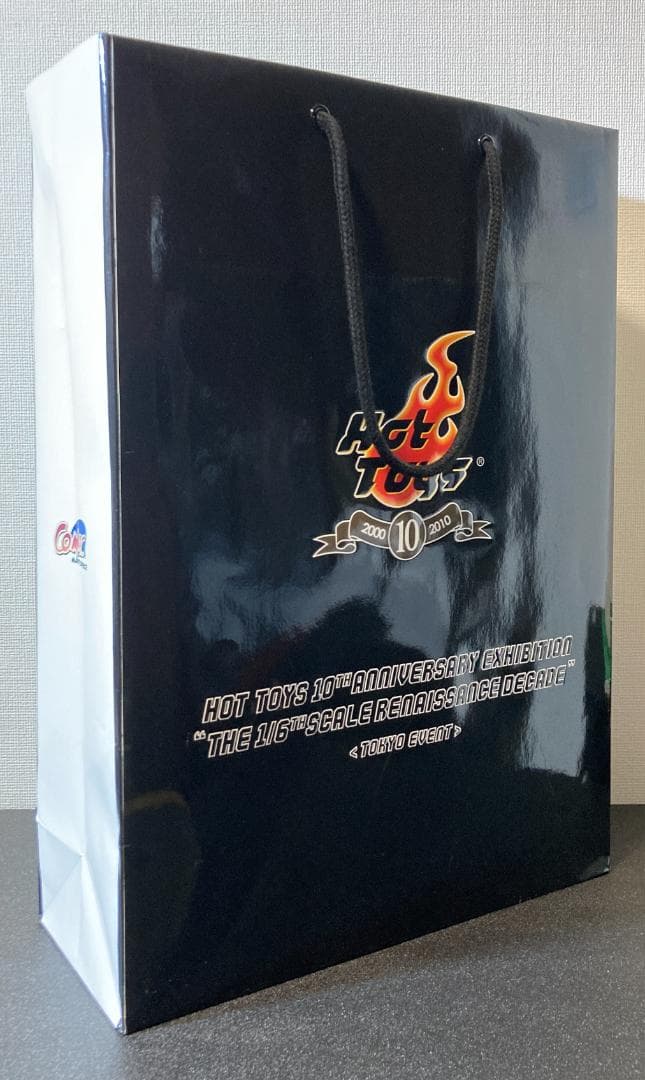 Hot
Toys®
2000 10 2010
HOT TOYS 10TH ANNIVERSARY EXHIBITION
"THE 1/6TH SCALE RENAISSANCE DECADE"
<TOKYO EVENT>